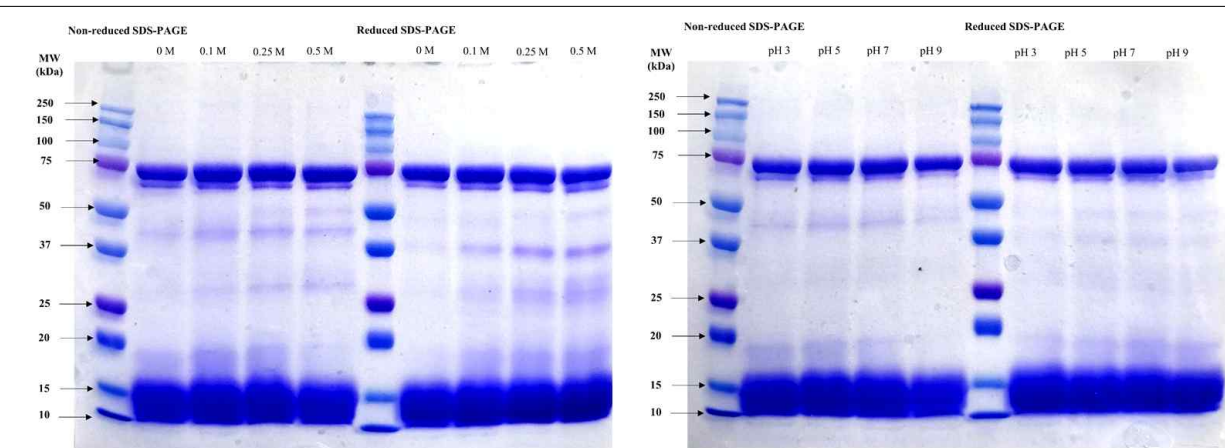 Non-reduced SDS-PAGE
Reduced SDS-PAGE
0 M 0.1 M 0.25 M 0.5 M 0 M 0.1 M 0.25 M 0.5 M
MW
(kDa)
250
150
100
75
50
37
25
20
15
10
Non-reduced SDS-PAGE
Reduced SDS-PAGE
pH 3 pH 5 pH 7 pH 9 pH 3 pH 5 pH 7 pH 9
MW
(kDa)
250
150
100
75
50
37
25
20
15
10